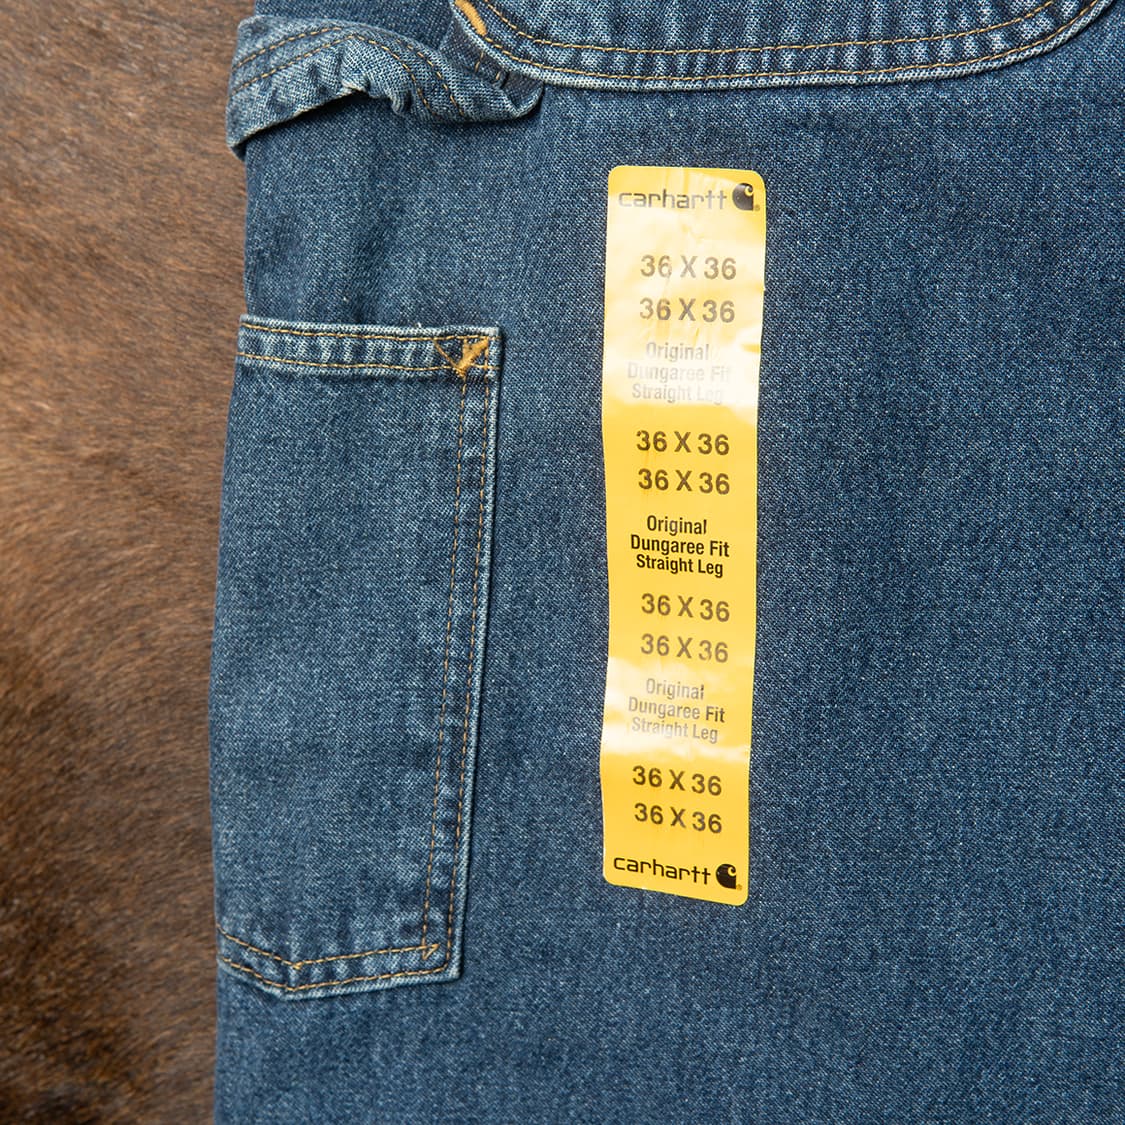 carhartt
36 X 36
36 X 36
Original
Dungaree Fit
Straight Leg
36 X 36
36 X 36
Original
Dungaree Fit
Straight Leg
36 X 36
36 X 36
Original
Dungaree Fit
Straight Leg
36 X 36
36 X 36
carhartt